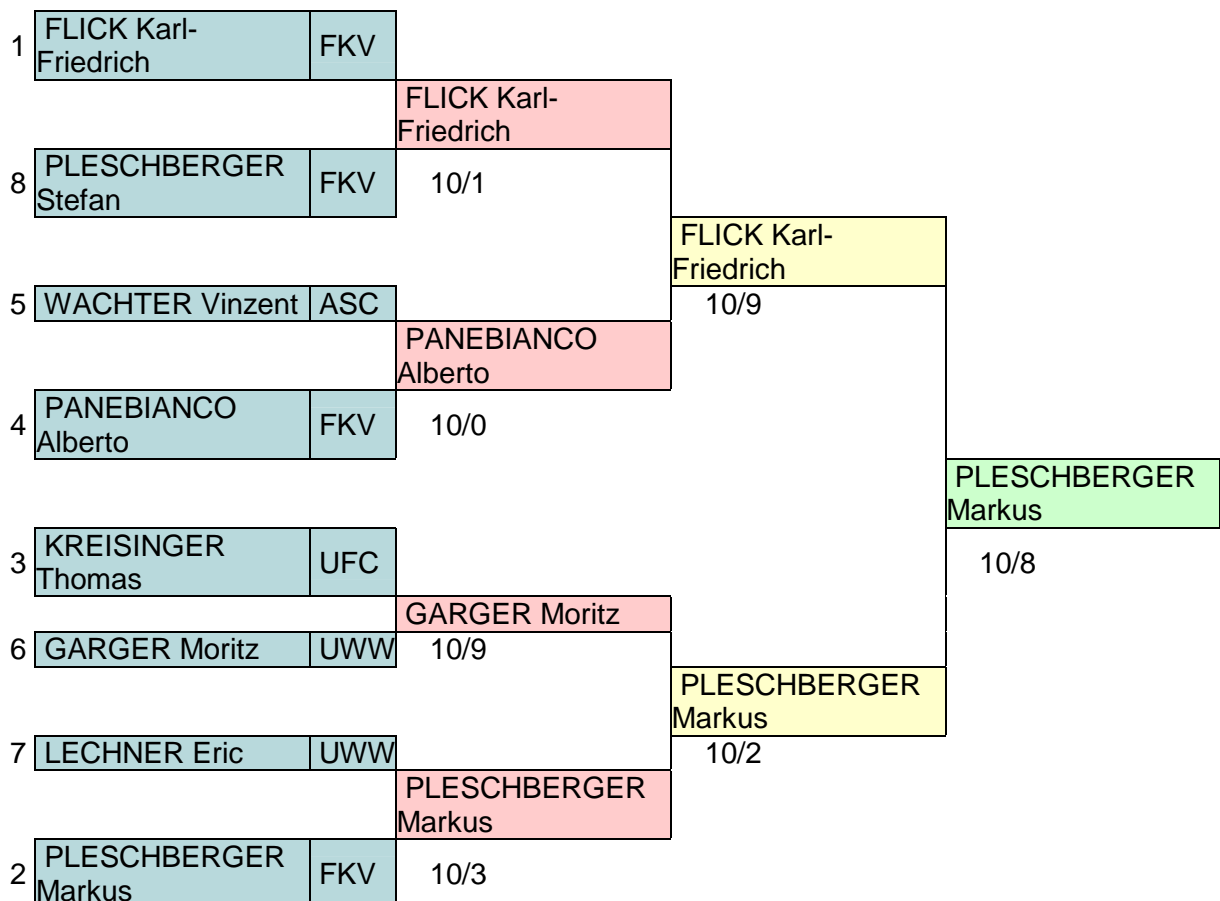 1 FLICK Karl-
Friedrich FKV
FLICK Karl-
Friedrich
8 PLESCHBERGER
Stefan FKV 10/1
FLICK Karl-
Friedrich
5 WACHTER Vinzent ASC 10/9
PANEBIANCO
Alberto
4 PANEBIANCO
Alberto FKV 10/0
PLESCHBERGER
Markus
3 KREISINGER
Thomas UFC 10/8
GARGER Moritz
6 GARGER Moritz UWW 10/9
PLESCHBERGER
Markus
7 LECHNER Eric UWW 10/2
PLESCHBERGER
Markus
2 PLESCHBERGER
Markus FKV 10/3